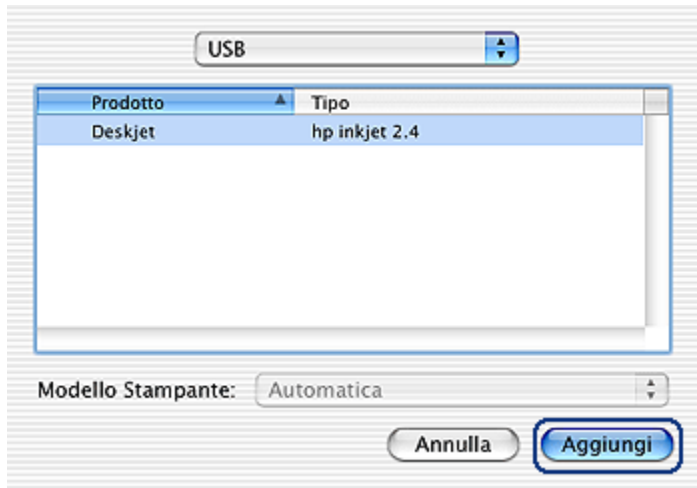 USB
Prodotto Tipo
Deskjet hp inkjet 2.4
Modello Stampante: Automatica
Annulla Aggiungi